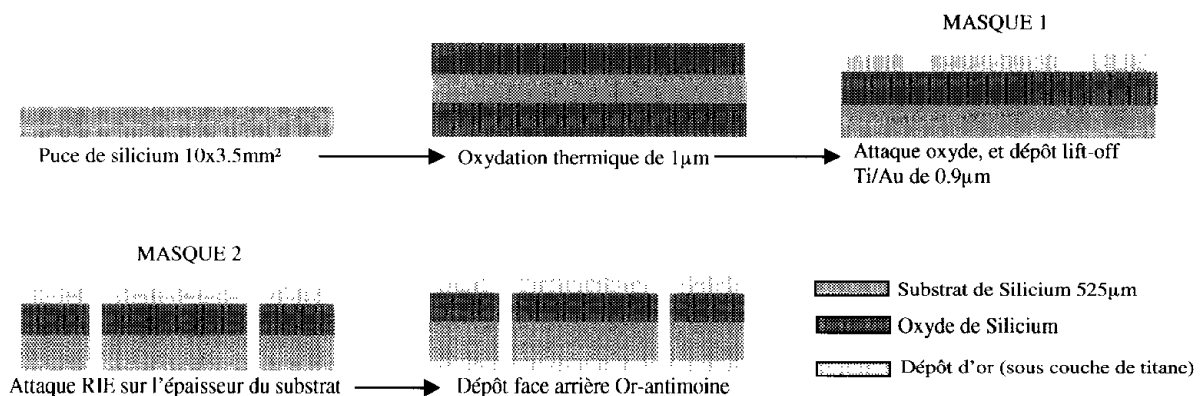 MASQUE 1
Puce de silicium 10x3.5mm²
Oxydation thermique de 1µm
Attaque oxyde, et dépôt lift-off
Ti/Au de 0.9µm
MASQUE 2
Attaque RIE sur l'épaisseur du substrat
Dépôt face arrière Or-antimoine
Substrat de Silicium 525µm
Oxyde de Silicium
Dépôt d'or (sous couche de titane)